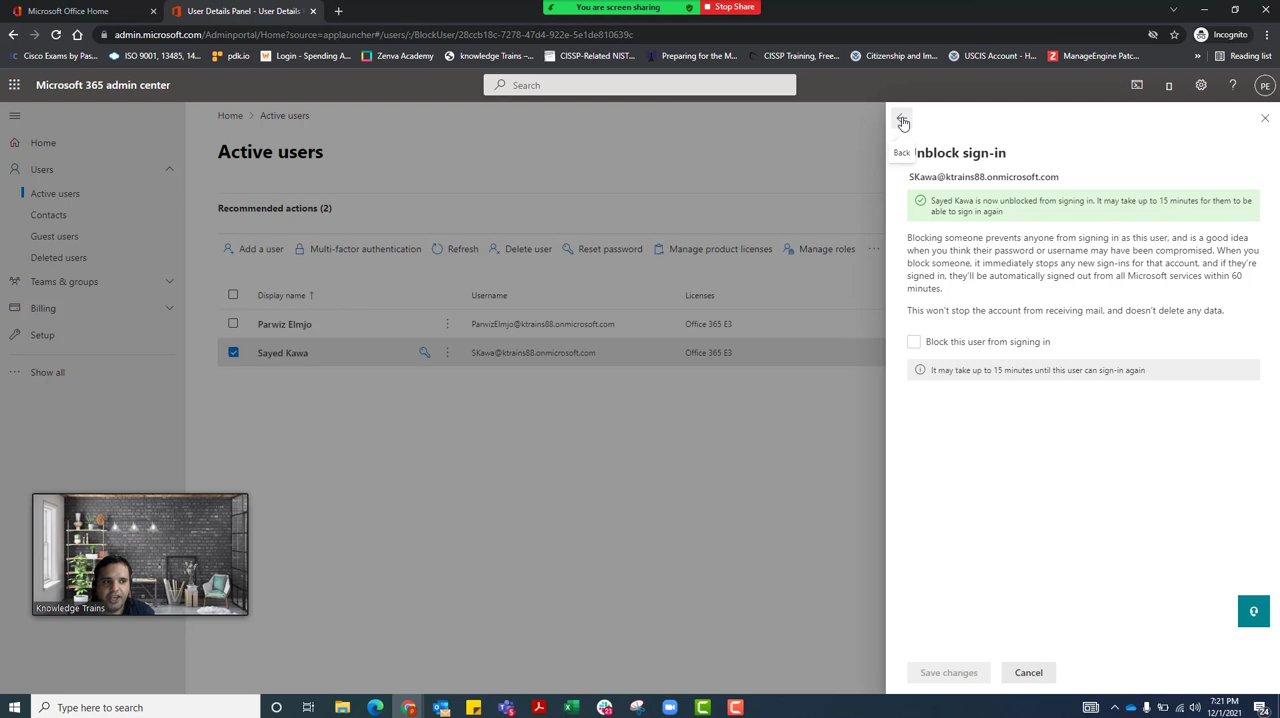 Microsoft Office Home
User Details Panel - User Details
You are screen sharing
Stop Share
admin.microsoft.com/Adminportal/Home?source=applauncher#/users/:/BlockUser/28ccb18c-7278-47d4-922e-5e1de810639c
Incognito
Cisco Exams by Pas...
ISO 9001, 13485, 14...
pdk.io
Login - Spending A...
Zenva Academy
knowledge Trains -...
CISSP-Related NIST...
Preparing for the M...
CISSP Training, Free...
Citizenship and Im...
USCIS Account Ho...
ManageEngine Patc...
»
Reading list
Microsoft 365 admin center
Search
PE
Home
Users
Active users
Contacts
Guest users
Deleted users
Teams & groups
Billing
Setup
Show all
Home > Active users
Active users
Recommended actions (2)
Add a user
Multi-factor authentication
Refresh
Delete user
Reset password
Manage product licenses
Manage roles
Display name ↑
Username
Licenses
Parwiz Elmjo
ParwizElmjo@ktrains88.onmicrosoft.com
Office 365 E3
Sayed Kawa
SKawa@ktrains88.onmicrosoft.com
Office 365 E3
Back
nblock sign-in
SKawa@ktrains88.onmicrosoft.com
Sayed Kawa is now unblocked from signing in. It may take up to 15 minutes for them to be
able to sign in again
Blocking someone prevents anyone from signing in as this user, and is a good idea
when you think their password or username may have been compromised. When you
block someone, it immediately stops any new sign-ins for that account, and if they're
signed in, they'll be automatically signed out from all Microsoft services within 60
minutes.
This won't stop the account from receiving mail, and doesn't delete any data.
Block this user from signing in
It may take up to 15 minutes until this user can sign-in again
Save changes
Cancel
Knowledge Trains
Type here to search
23
7:21 PM
12/1/2021
24